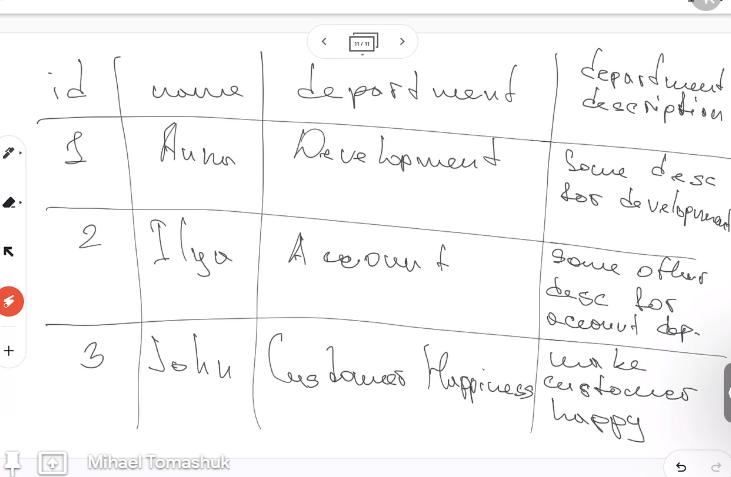 11 / 11
id name department department description
1 Anna Development Some desc for development
2 Ilya Account some other desc for account dep.
3 John Customer Happiness make customer happy
Mihael Tomashuk